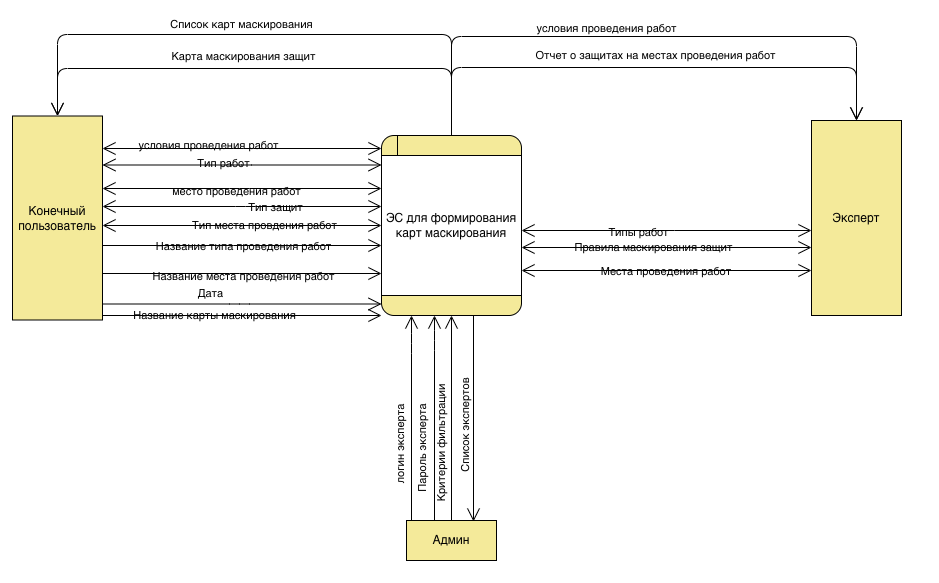 Список карт маскирования
условия проведения работ
Карта маскирования защит
Отчет о защитах на местах проведения работ
условия проведения работ
Тип работ
место проведения работ
Тип защит
Тип места провдения работ
Название типа проведения работ
Название места проведения работ
Дата
Название карты маскирования
Конечный
пользователь
ЭС для формирования
карт маскирования
Эксперт
Типы работ
Правила маскирования защит
Места проведения работ
логин эксперта
Пароль эксперта
Критерии фильтрации
Список экспертов
Админ